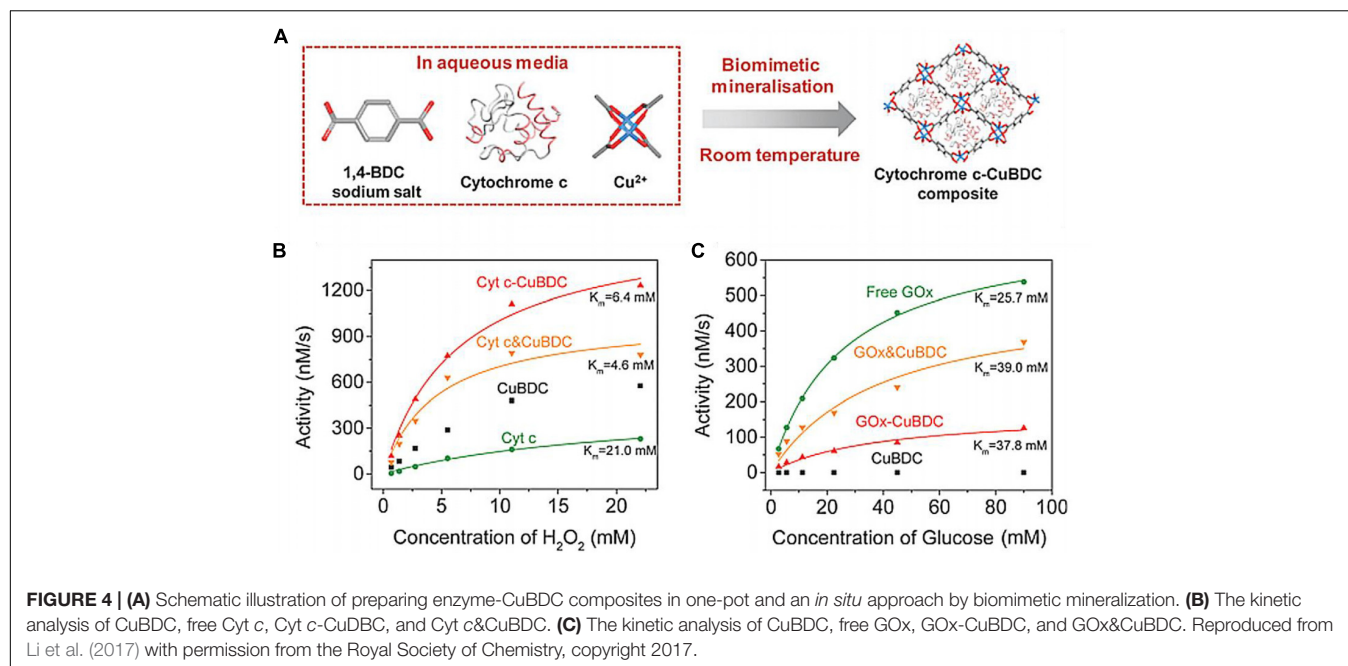 A
In aqueous media
1,4-BDC
sodium salt
Cytochrome c
Cu²⁺
Biomimetic
mineralisation
Room temperature
Cytochrome c-CuBDC
composite
B
Activity (nM/s)
1200
900
600
300
0
Cyt c-CuBDC
Kₘ=6.4 mM
Cyt c&CuBDC
Kₘ=4.6 mM
CuBDC
Cyt c
Kₘ=21.0 mM
0 5 10 15 20
Concentration of H₂O₂ (mM)
C
Activity (nM/s)
600
500
400
300
200
100
0
Free GOx
Kₘ=25.7 mM
GOx&CuBDC
Kₘ=39.0 mM
GOx-CuBDC
Kₘ=37.8 mM
CuBDC
0 20 40 60 80 100
Concentration of Glucose (mM)
FIGURE 4 | (A) Schematic illustration of preparing enzyme-CuBDC composites in one-pot and an in situ approach by biomimetic mineralization. (B) The kinetic
analysis of CuBDC, free Cyt c, Cyt c-CuDBC, and Cyt c&CuBDC. (C) The kinetic analysis of CuBDC, free GOx, GOx-CuBDC, and GOx&CuBDC. Reproduced from
Li et al. (2017) with permission from the Royal Society of Chemistry, copyright 2017.